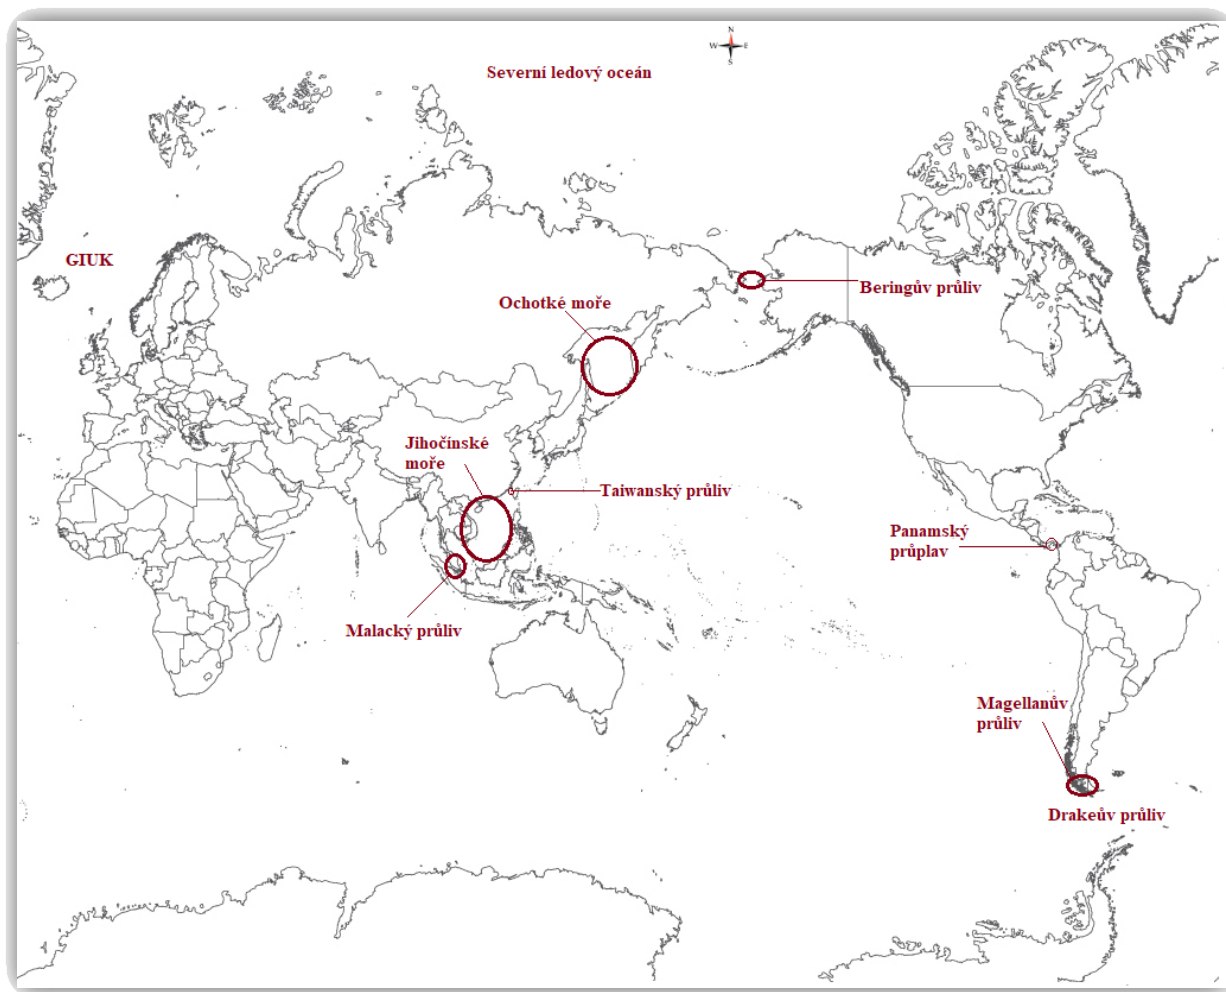 N
W E
S
Severní ledový oceán
GIUK
Beringův průliv
Ochotké moře
Jihočínské
moře
Taiwanský průliv
Panamský
průplav
Malacký průliv
Magellanův
průliv
Drakeův průliv